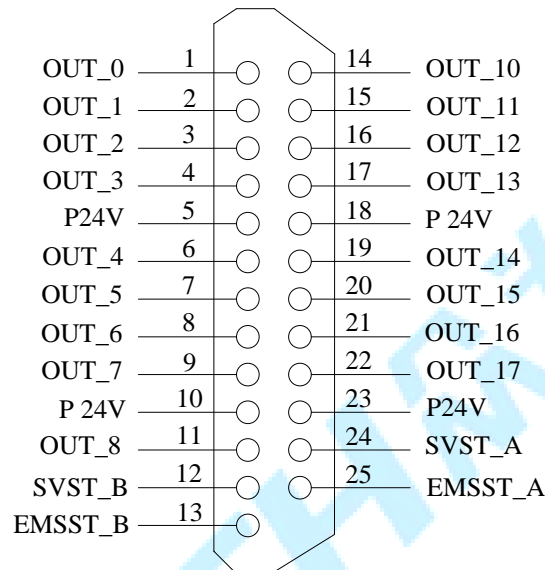 OUT_0 1 14 OUT_10
OUT_1 2 15 OUT_11
OUT_2 3 16 OUT_12
OUT_3 4 17 OUT_13
P24V 5 18 P 24V
OUT_4 6 19 OUT_14
OUT_5 7 20 OUT_15
OUT_6 8 21 OUT_16
OUT_7 9 22 OUT_17
P 24V 10 23 P24V
OUT_8 11 24 SVST_A
SVST_B 12 25 EMSST_A
EMSST_B 13